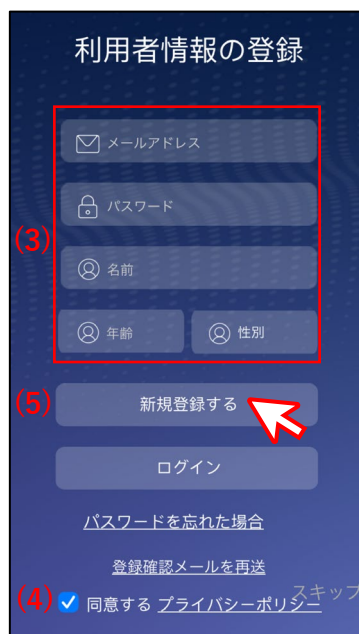 利用者情報の登録
メールアドレス
パスワード
(3)
名前
年齢 性別
(5) 新規登録する
ログイン
パスワードを忘れた場合
登録確認メールを再送
スキップ
(4) 同意する プライバシーポリシー